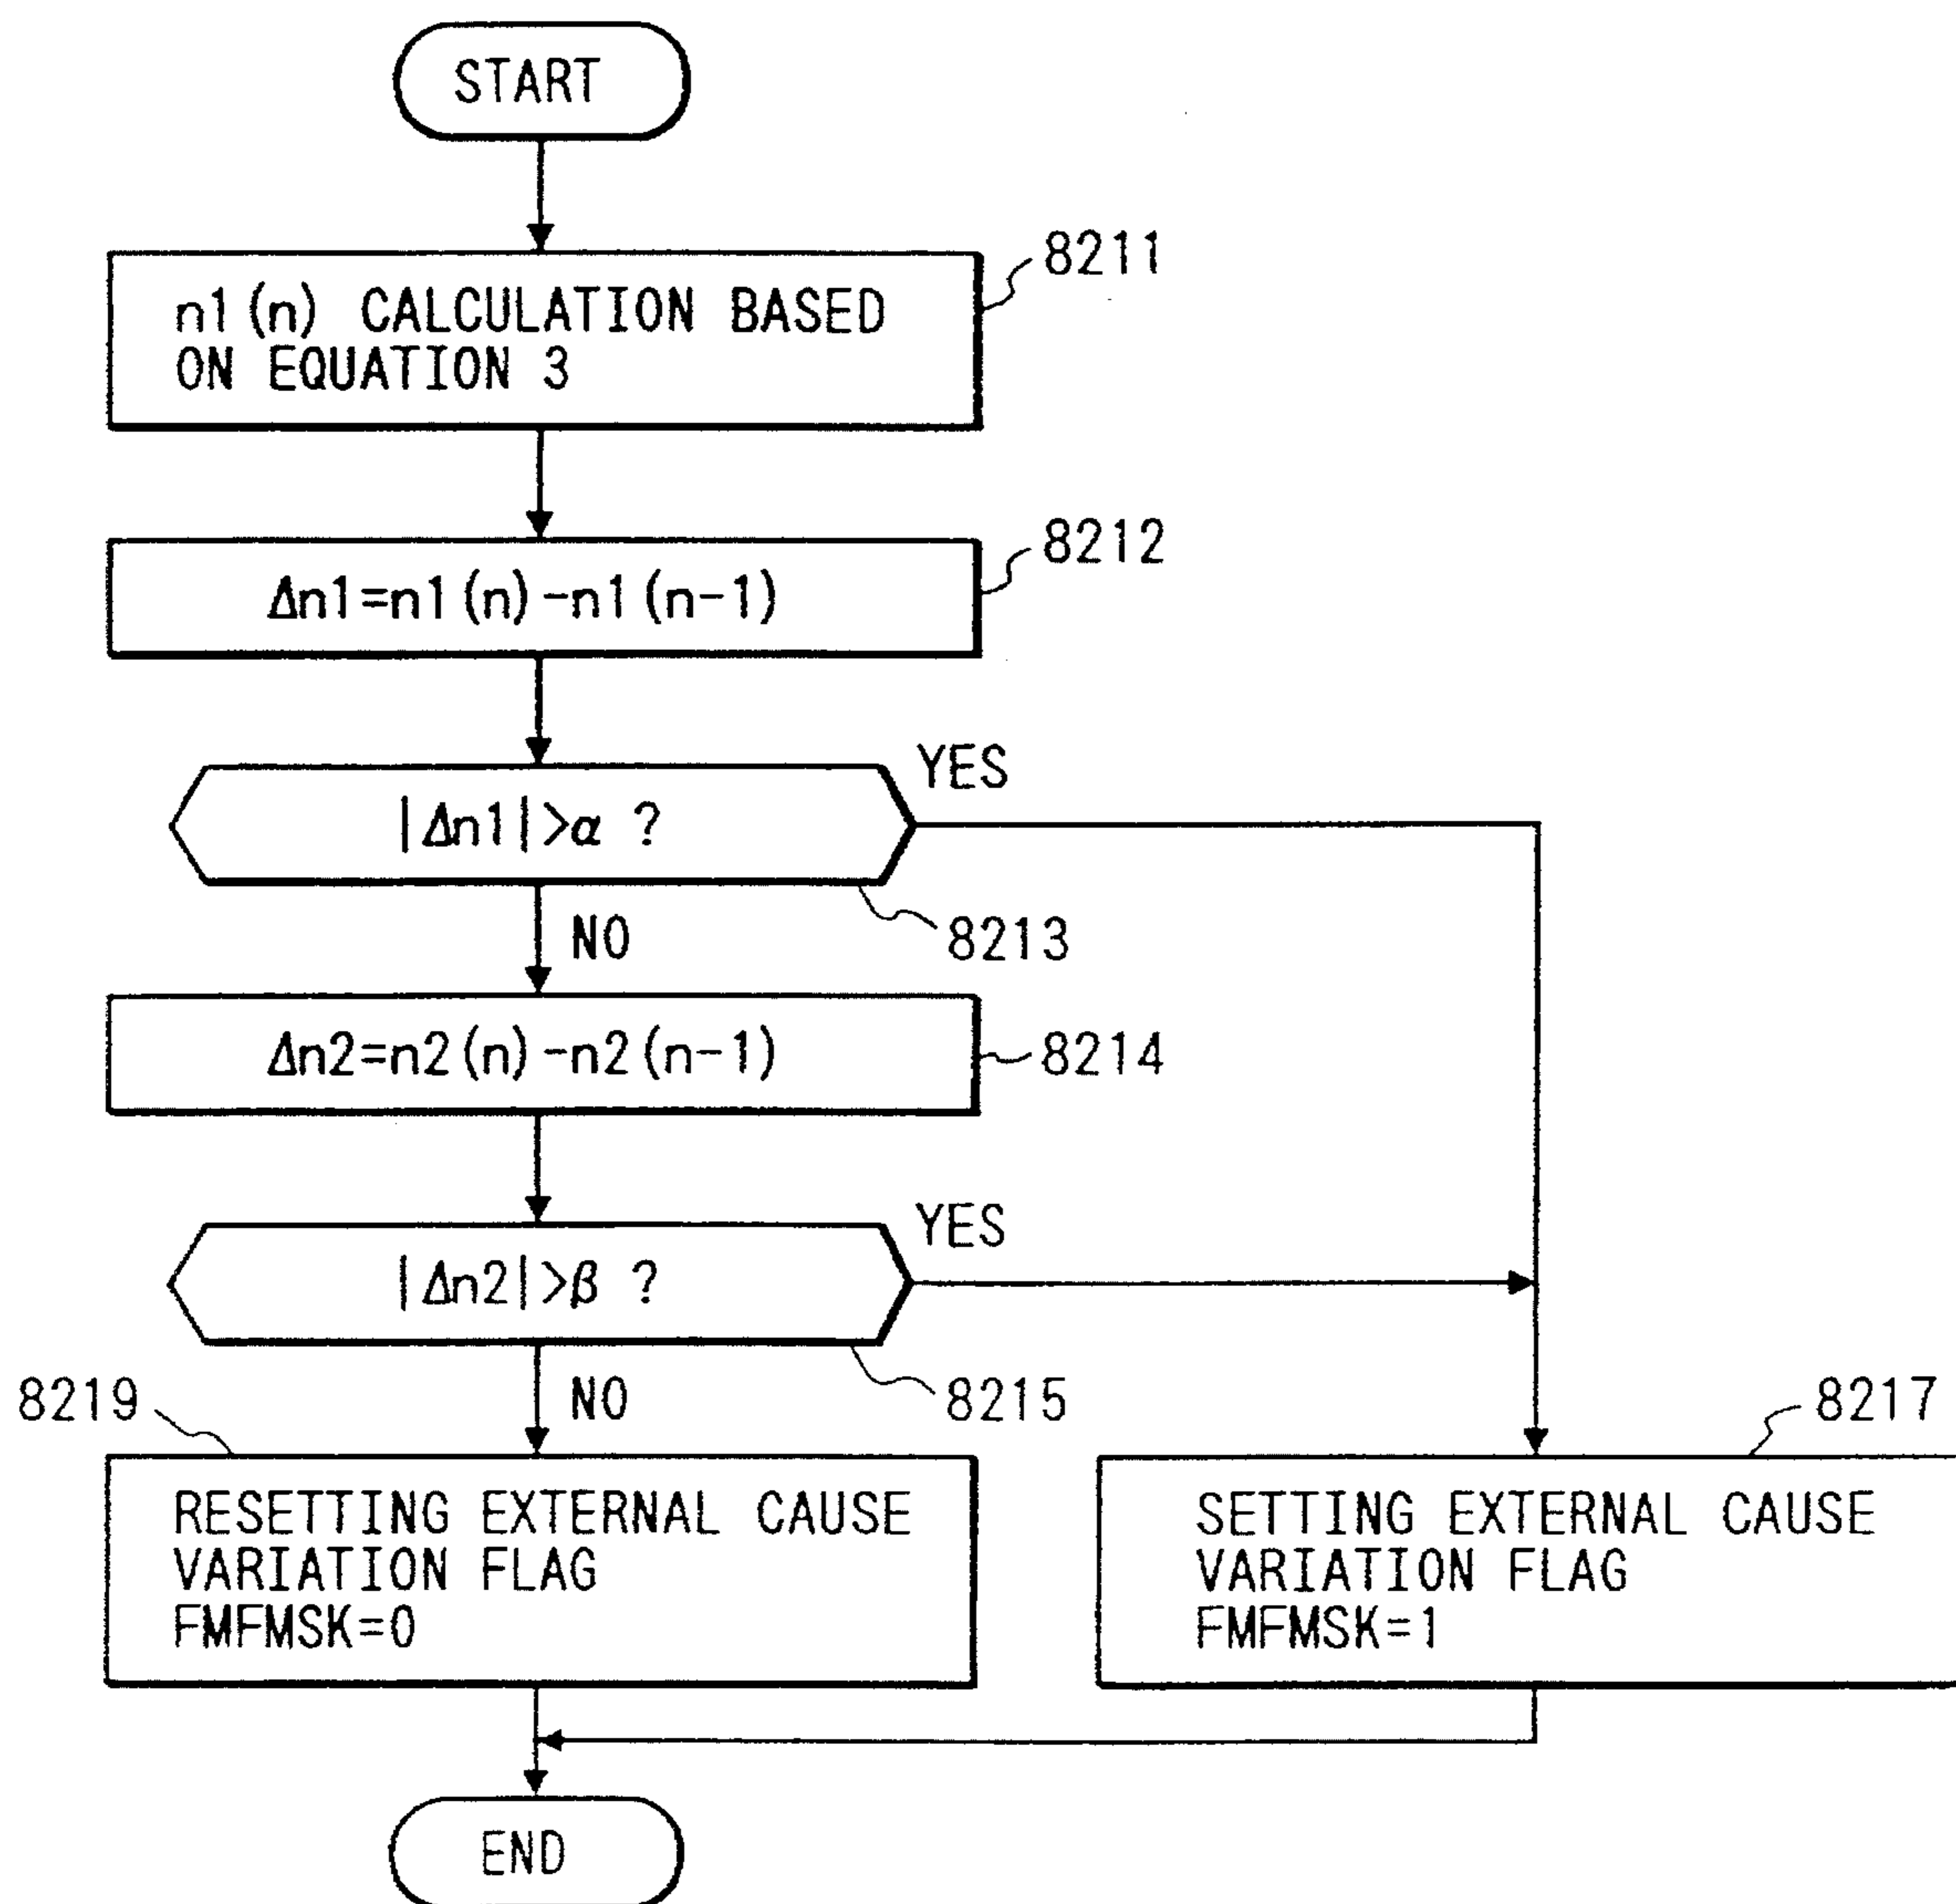 START
8211
n1(n) CALCULATION BASED
ON EQUATION 3
8212
Δn1=n1(n)-n1(n-1)
YES
|Δn1|>α ?
NO
8213
Δn2=n2(n)-n2(n-1)
8214
YES
|Δn2|>β ?
8219
NO
8215
8217
RESETTING EXTERNAL CAUSE
VARIATION FLAG
FMFMSK=0
SETTING EXTERNAL CAUSE
VARIATION FLAG
FMFMSK=1
END